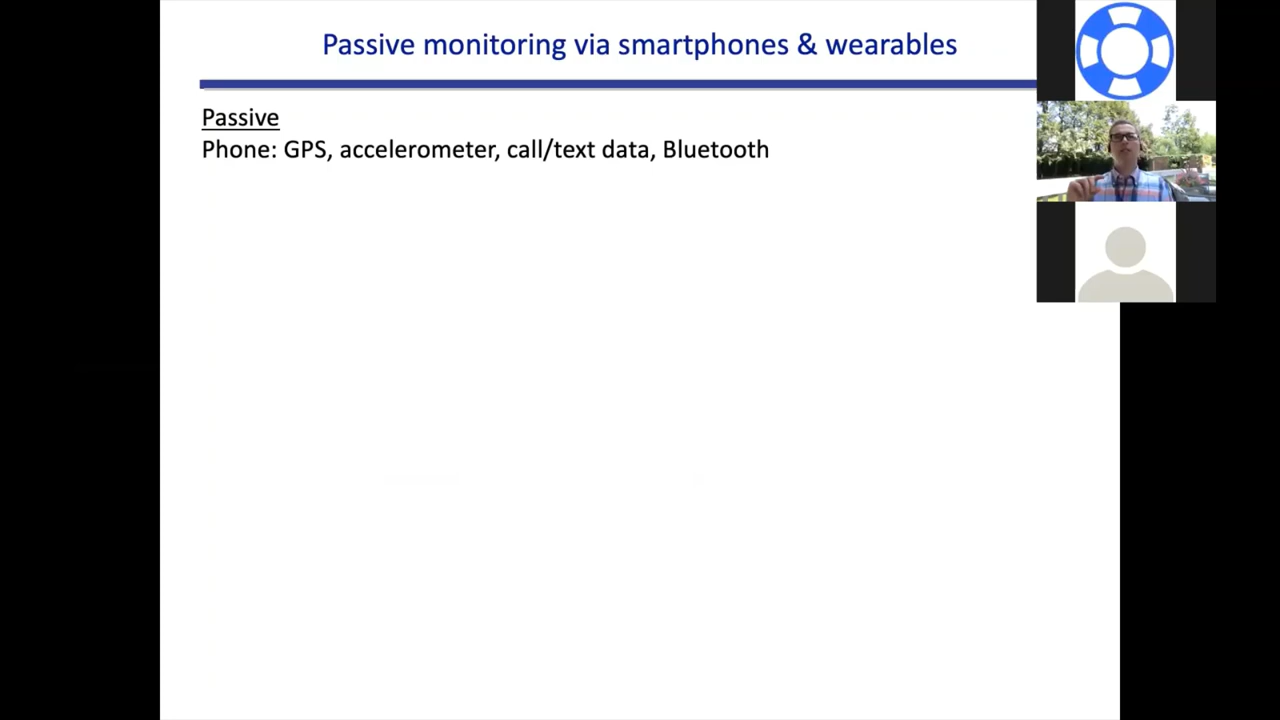 Passive monitoring via smartphones & wearables
Passive
Phone: GPS, accelerometer, call/text data, Bluetooth